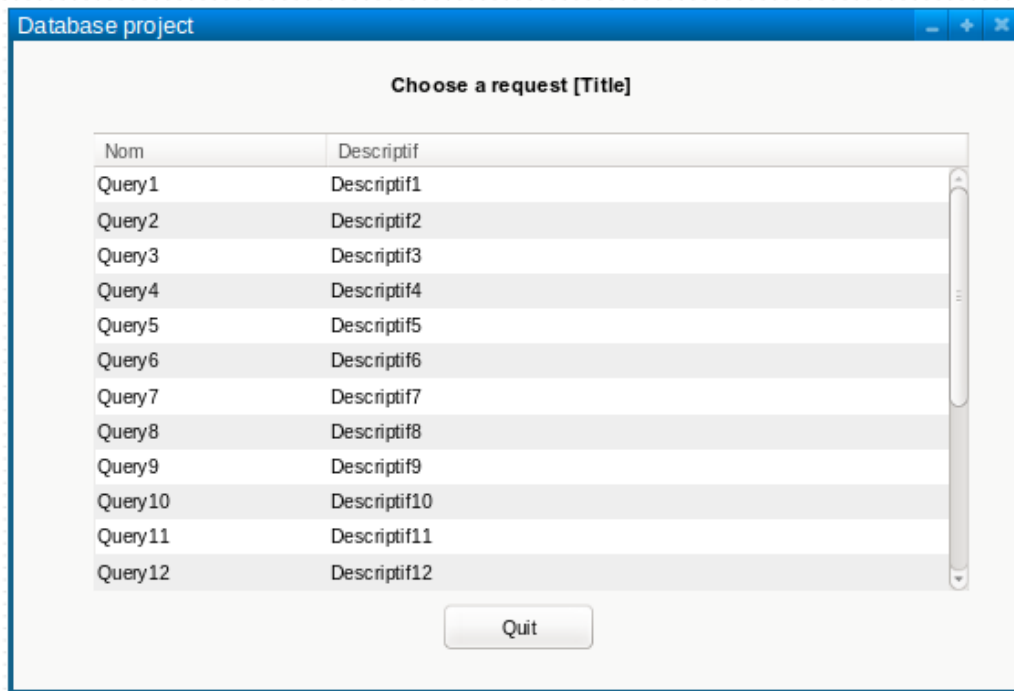 Database project
Choose a request [Title]
Nom Descriptif
Query1 Descriptif1
Query2 Descriptif2
Query3 Descriptif3
Query4 Descriptif4
Query5 Descriptif5
Query6 Descriptif6
Query7 Descriptif7
Query8 Descriptif8
Query9 Descriptif9
Query10 Descriptif10
Query11 Descriptif11
Query12 Descriptif12
Quit